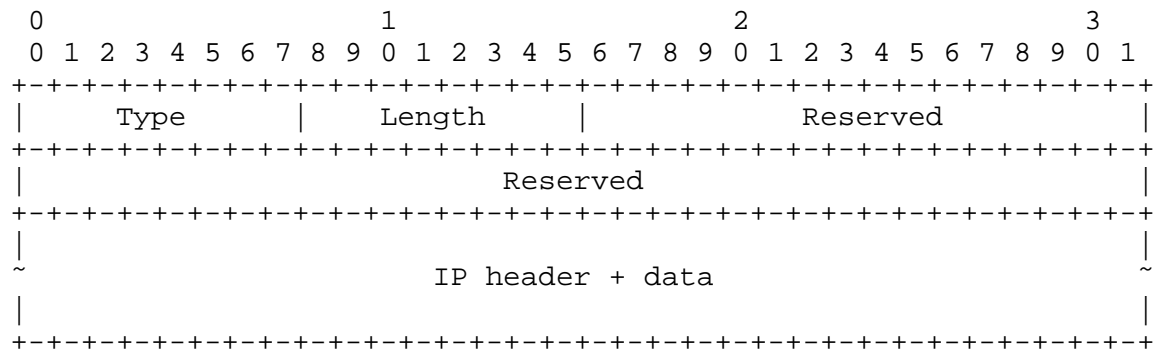 0                   1                   2                   3
 0 1 2 3 4 5 6 7 8 9 0 1 2 3 4 5 6 7 8 9 0 1 2 3 4 5 6 7 8 9 0 1
+-+-+-+-+-+-+-+-+-+-+-+-+-+-+-+-+-+-+-+-+-+-+-+-+-+-+-+-+-+-+-+-+
|     Type      |    Length     |            Reserved           |
+-+-+-+-+-+-+-+-+-+-+-+-+-+-+-+-+-+-+-+-+-+-+-+-+-+-+-+-+-+-+-+-+
|                           Reserved                            |
+-+-+-+-+-+-+-+-+-+-+-+-+-+-+-+-+-+-+-+-+-+-+-+-+-+-+-+-+-+-+-+-+
|                                                               |
~                       IP header + data                        ~
|                                                               |
+-+-+-+-+-+-+-+-+-+-+-+-+-+-+-+-+-+-+-+-+-+-+-+-+-+-+-+-+-+-+-+-+